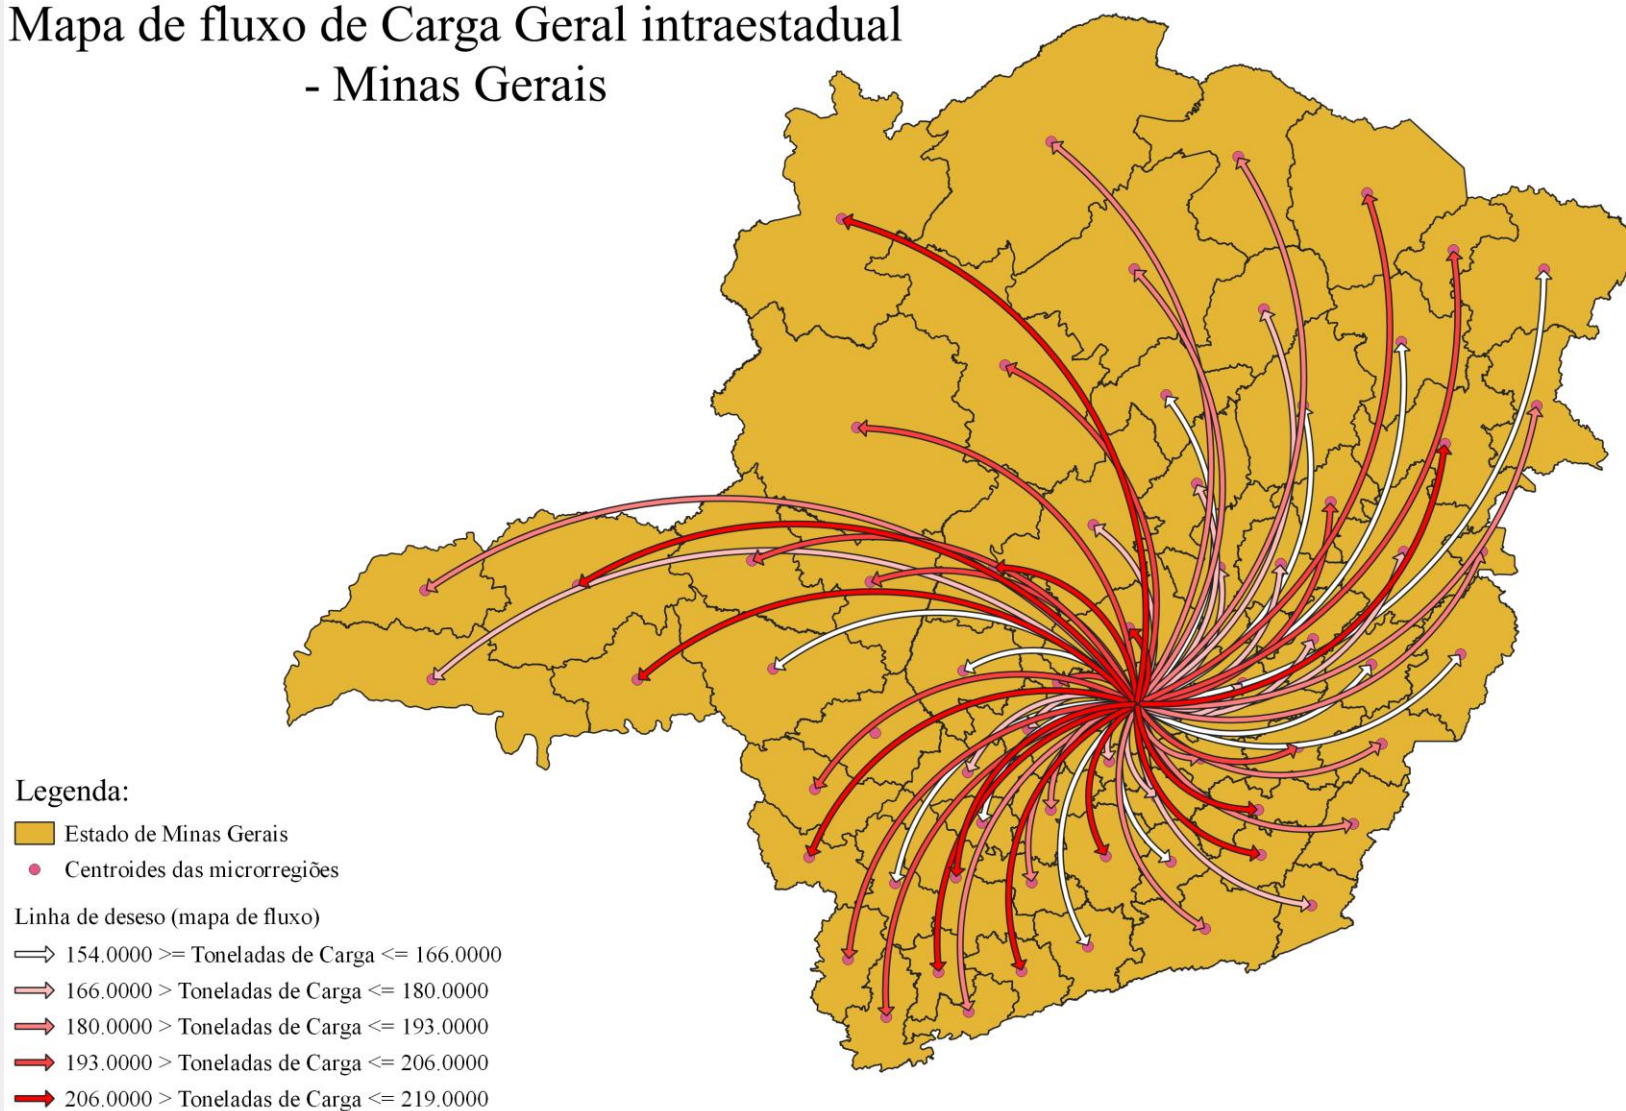 Mapa de fluxo de Carga Geral intraestadual
- Minas Gerais
Legenda:
Estado de Minas Gerais
Centroides das microrregiões
Linha de deseso (mapa de fluxo)
154.0000 >= Toneladas de Carga <= 166.0000
166.0000 > Toneladas de Carga <= 180.0000
180.0000 > Toneladas de Carga <= 193.0000
193.0000 > Toneladas de Carga <= 206.0000
206.0000 > Toneladas de Carga <= 219.0000